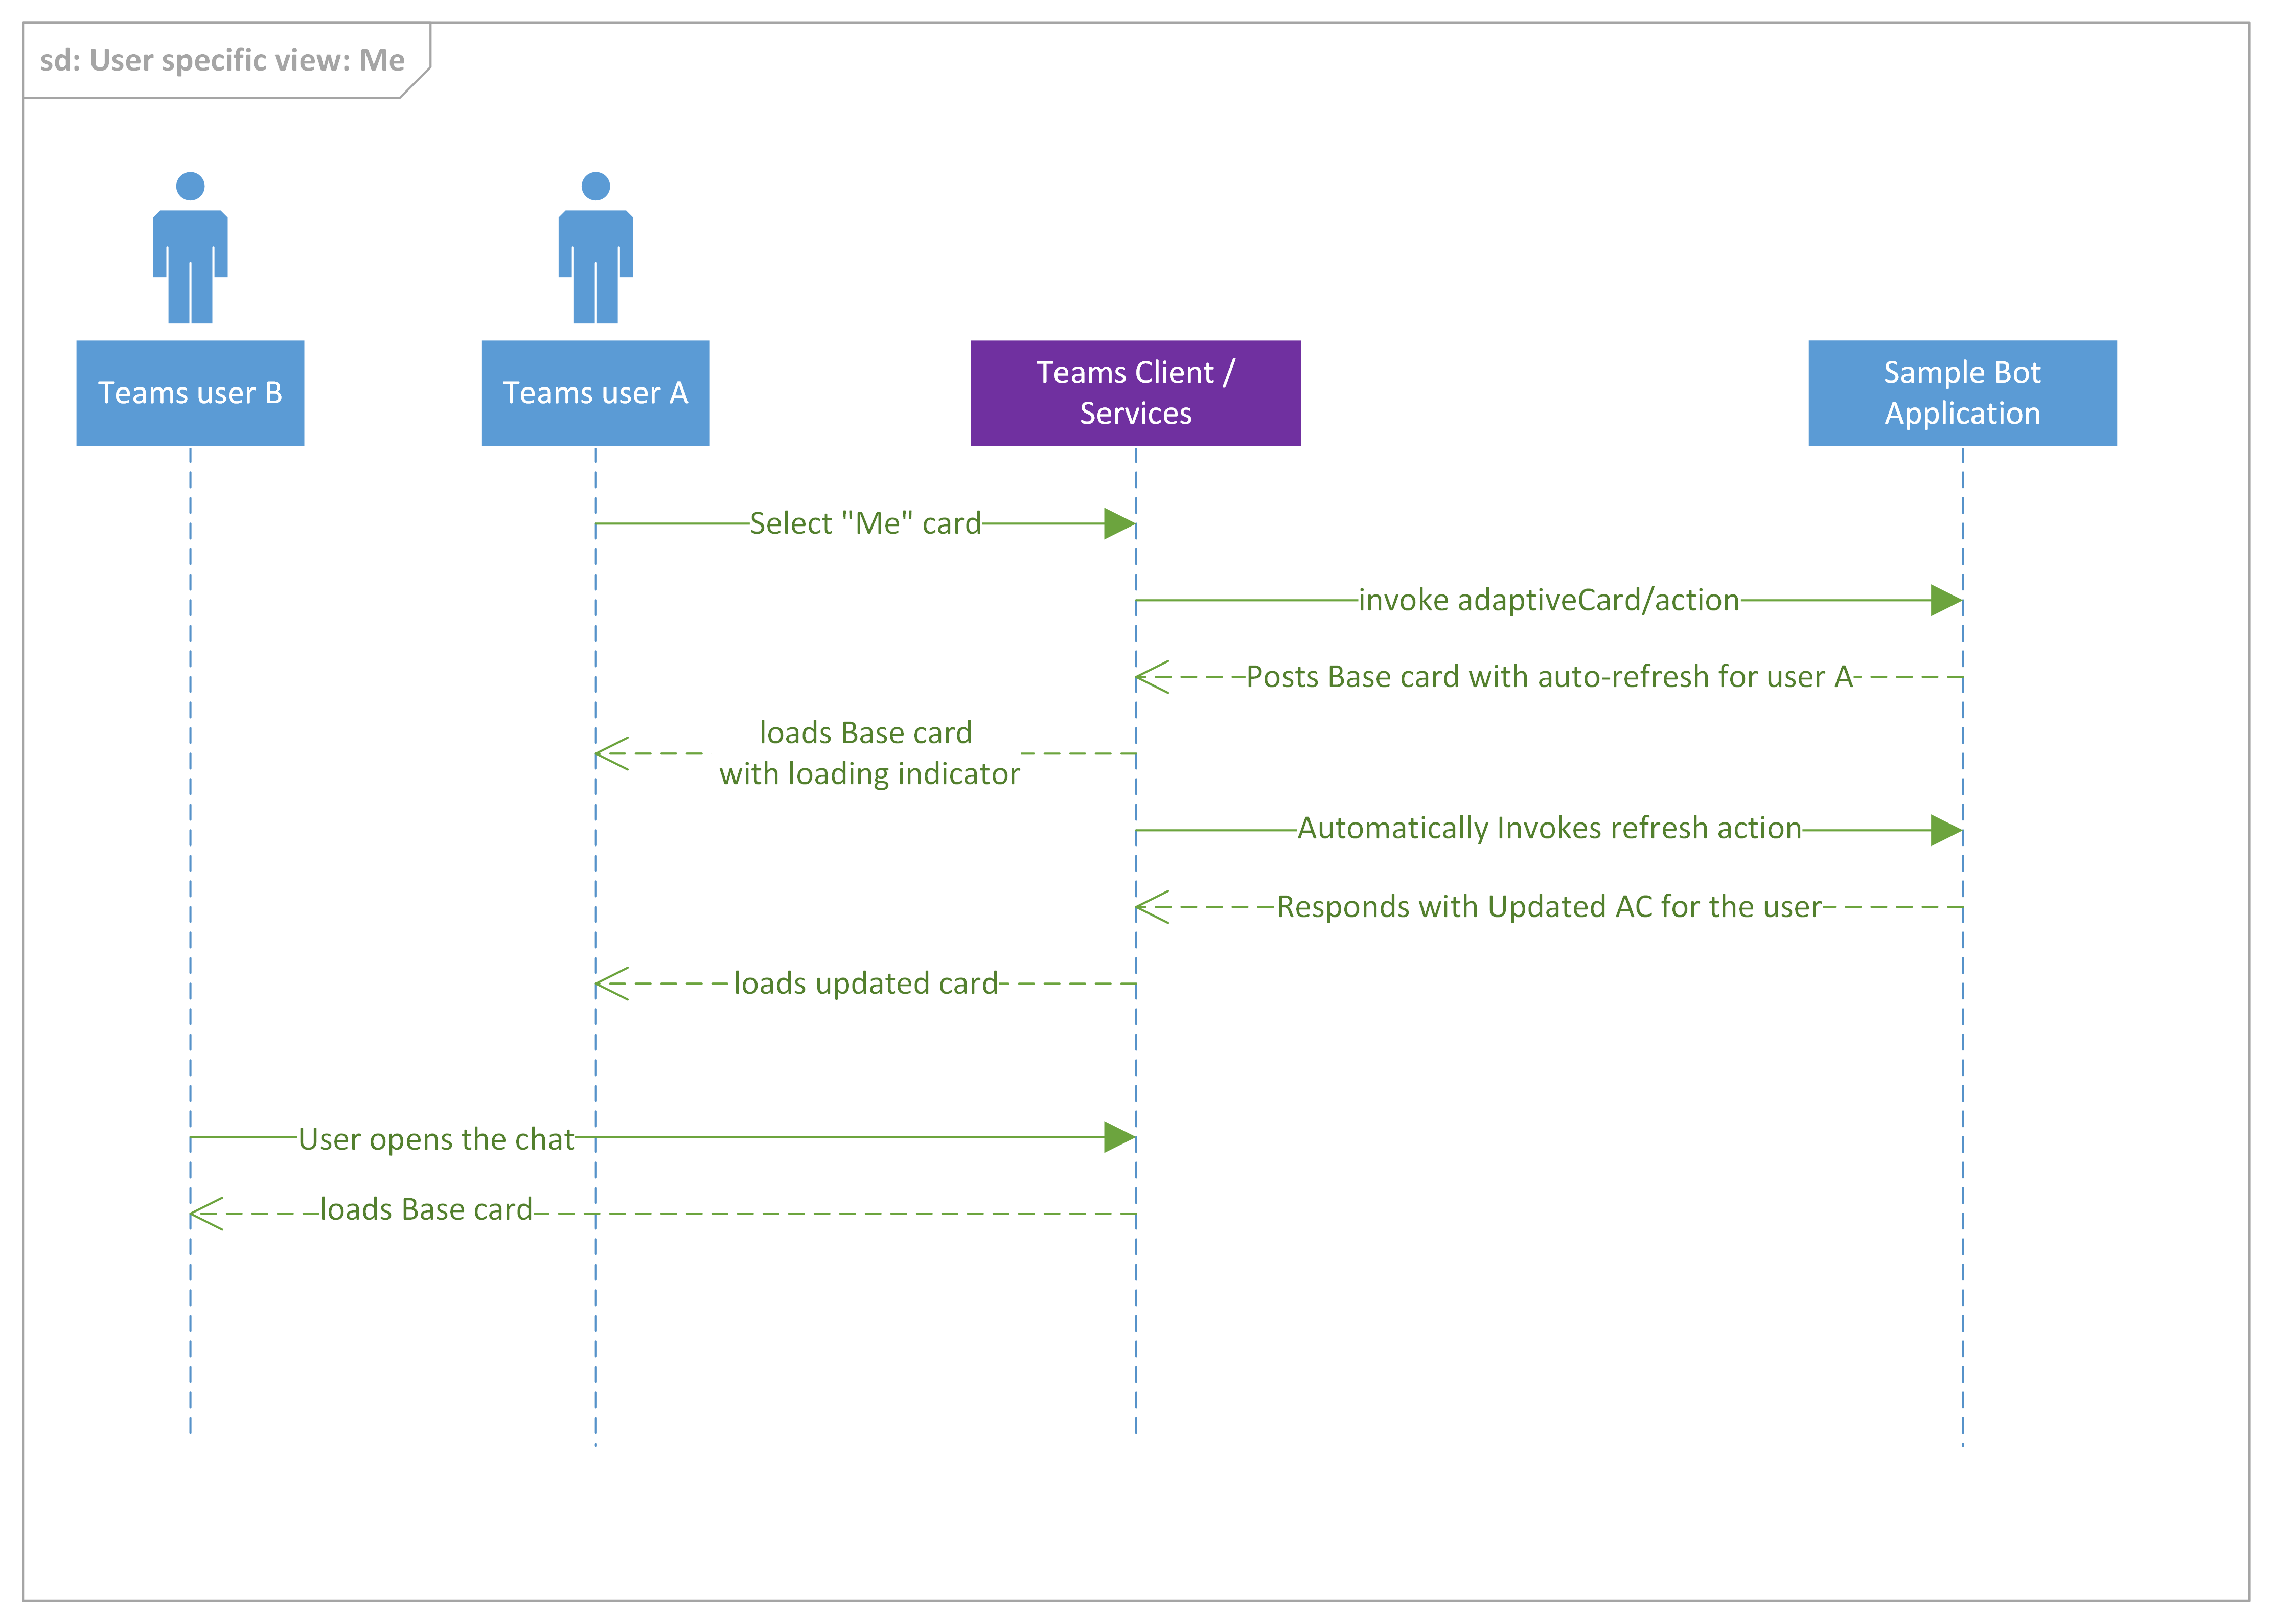 sd: User specific view: Me
Teams user B
Teams user A
Teams Client /
Services
Sample Bot
Application
Select "Me" card
invoke adaptiveCard/action
Posts Base card with auto-refresh for user A
loads Base card
with loading indicator
Automatically Invokes refresh action
Responds with Updated AC for the user
loads updated card
User opens the chat
loads Base card